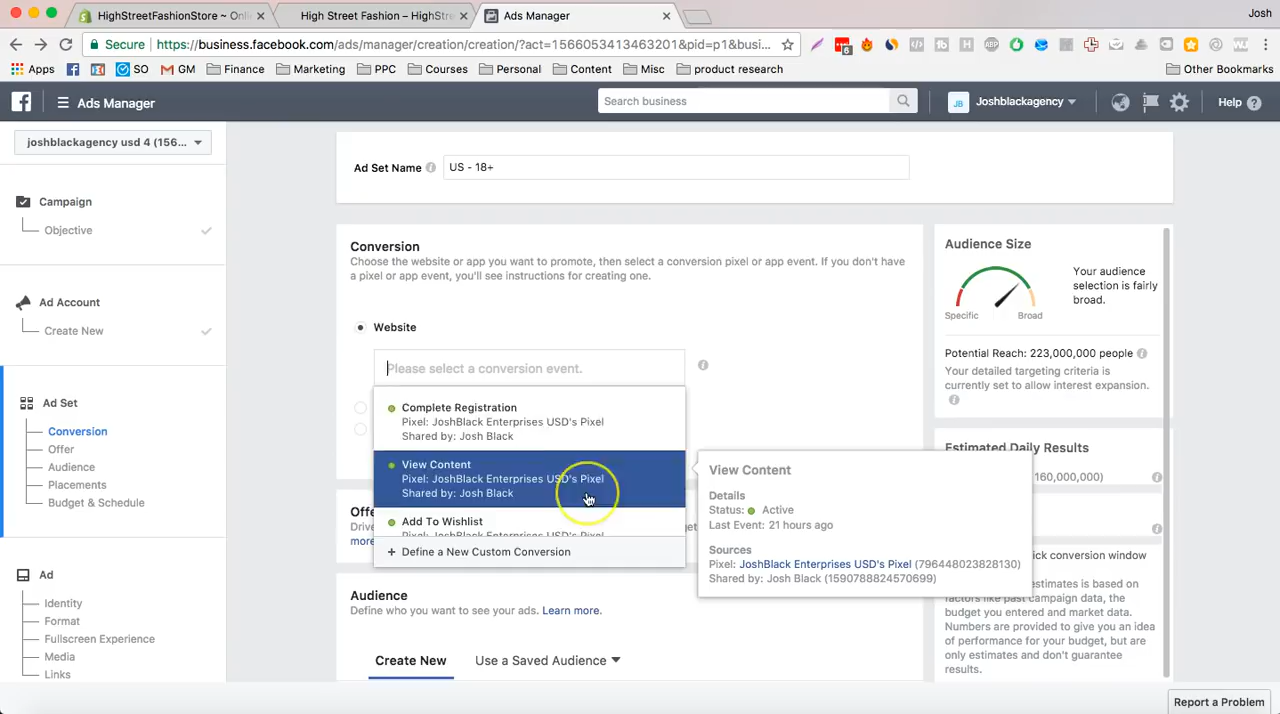 HighStreetFashionStore ~ Onli
High Street Fashion – HighStr
Ads Manager
Josh
Secure
https://business.facebook.com/ads/manager/creation/creation/?act=1566053413463201&pid=p1&busi...
Apps
SO
GM
Finance
Marketing
PPC
Courses
Personal
Content
Misc
product research
Other Bookmarks
Ads Manager
Search business
JB
Joshblackagency
Help
joshblackagency usd 4 (156...
Campaign
Objective
Ad Account
Create New
Ad Set
Conversion
Offer
Audience
Placements
Budget & Schedule
Ad
Identity
Format
Fullscreen Experience
Media
Links
Ad Set Name
US - 18+
Conversion
Choose the website or app you want to promote, then select a conversion pixel or app event. If you don't have
a pixel or app event, you'll see instructions for creating one.
Website
Please select a conversion event.
Complete Registration
Pixel: JoshBlack Enterprises USD's Pixel
Shared by: Josh Black
View Content
Pixel: JoshBlack Enterprises USD's Pixel
Shared by: Josh Black
Add To Wishlist
Pixel: JoshBlack Enterprises USD's Pixel
+ Define a New Custom Conversion
View Content
Details
Status: Active
Last Event: 21 hours ago
Sources
Pixel: JoshBlack Enterprises USD's Pixel (796448023828130)
Shared by: Josh Black (1590788824570699)
Audience
Define who you want to see your ads. Learn more.
Create New
Use a Saved Audience
Audience Size
Specific
Broad
Your audience
selection is fairly
broad.
Potential Reach: 223,000,000 people
Your detailed targeting criteria is
currently set to allow interest expansion.
Estimated Daily Results
160,000,000)
click conversion window
estimates is based on
factors like past campaign data, the
budget you entered and market data.
Numbers are provided to give you an idea
of performance for your budget, but are
only estimates and don't guarantee
results.
Report a Problem